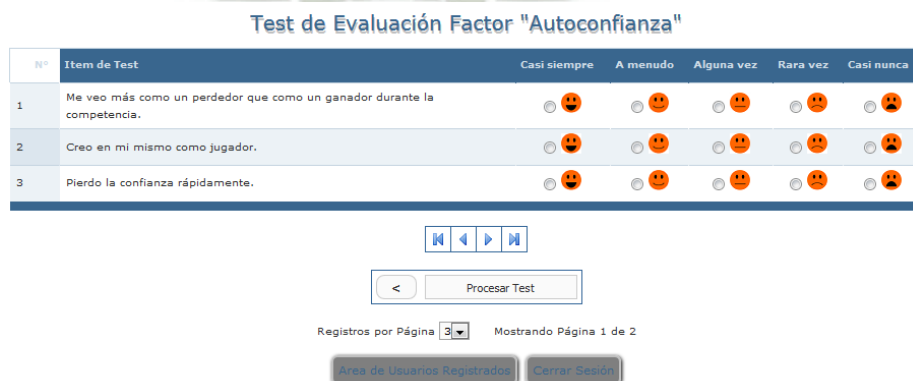 Test de Evaluación Factor "Autoconfianza"
Nº Item de Test Casi siempre A menudo Alguna vez Rara vez Casi nunca
1 Me veo más como un perdedor que como un ganador durante la
competencia.
2 Creo en mi mismo como jugador.
3 Pierdo la confianza rápidamente.
< Procesar Test
Registros por Página 3 Mostrando Página 1 de 2
Area de Usuarios Registrados Cerrar Sesión